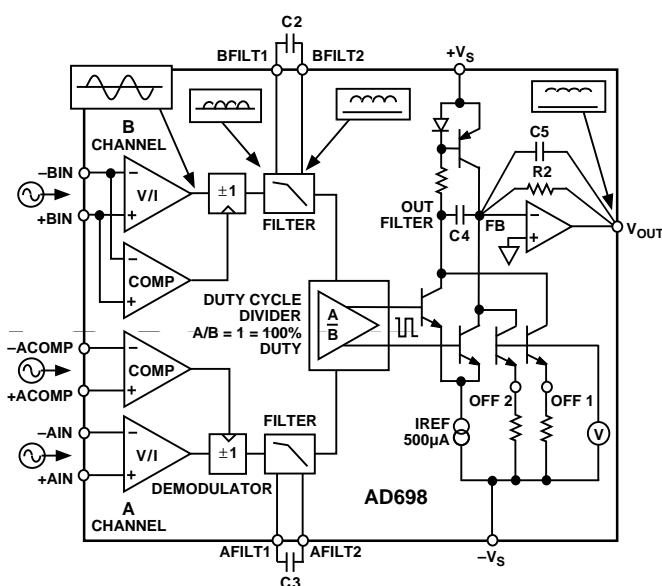 C2
BFILT1
BFILT2
+VS
B
CHANNEL
–BIN
+BIN
V/I
±1
FILTER
COMP
C5
R2
OUT
FILTER
C4
FB
VOUT
DUTY CYCLE
DIVIDER
A/B = 1 = 100%
DUTY
A
B
–ACOMP
+ACOMP
COMP
–AIN
+AIN
V/I
±1
FILTER
DEMODULATOR
A
CHANNEL
IREF
500µA
OFF 2
OFF 1
V
AD698
AFILT1
AFILT2
C3
–VS